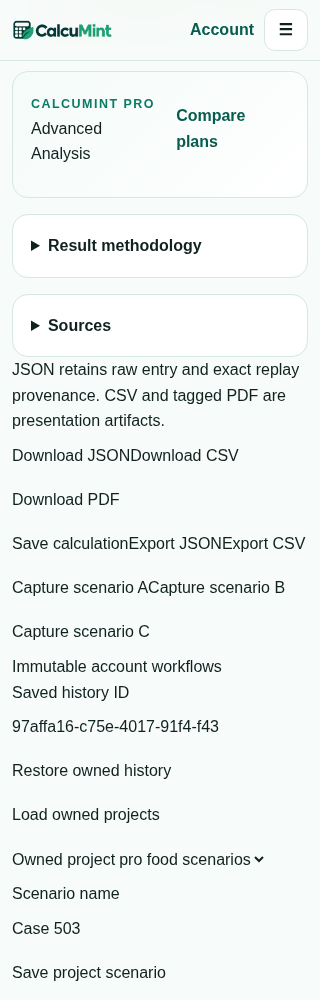 CalcuMint
Account
CALCUMINT PRO
Advanced
Analysis
Compare
plans
Result methodology
Sources
JSON retains raw entry and exact replay
provenance. CSV and tagged PDF are
presentation artifacts.
Download JSONDownload CSV
Download PDF
Save calculationExport JSONExport CSV
Capture scenario ACapture scenario B
Capture scenario C
Immutable account workflows
Saved history ID
97affa16-c75e-4017-91f4-f43
Restore owned history
Load owned projects
Owned project pro food scenarios
Scenario name
Case 503
Save project scenario